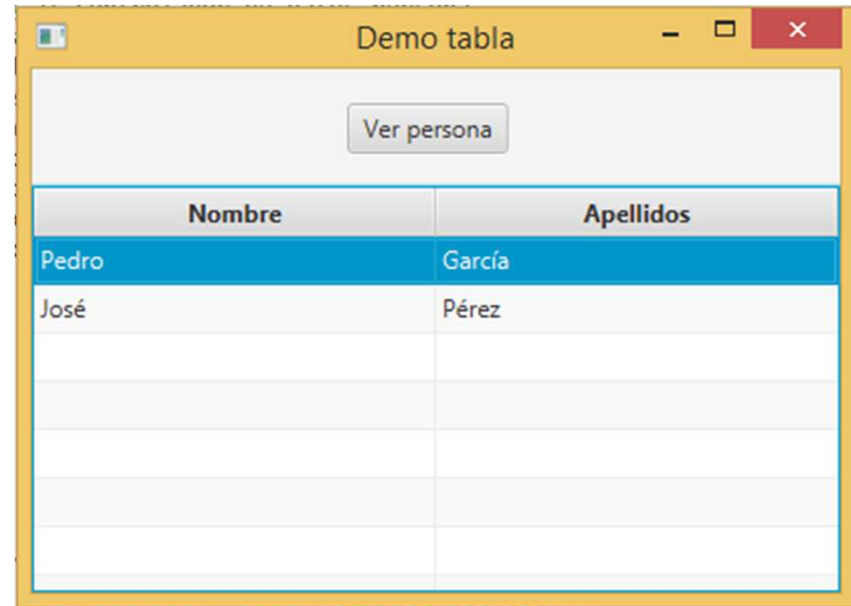 Demo tabla
Ver persona
Nombre Apellidos
Pedro García
José Pérez